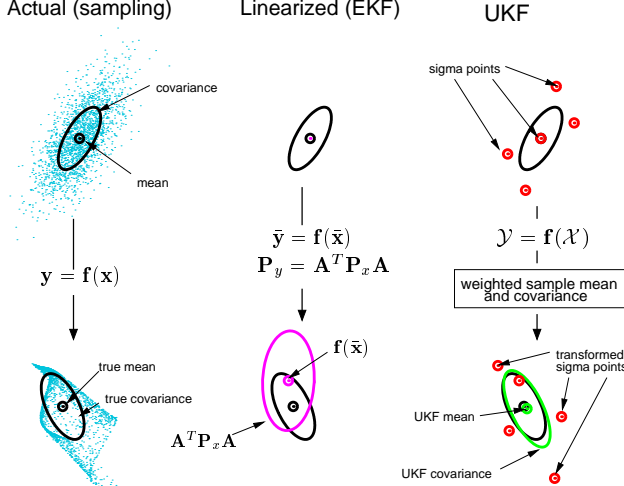 Actual (sampling)
covariance
mean
y = f(x)
true mean
true covariance
Linearized (EKF)
ȳ = f(x̄)
P_y = A^T P_x A
f(x̄)
A^T P_x A
UKF
sigma points
𝒴 = f(𝒳)
weighted sample mean
and covariance
transformed
sigma points
UKF mean
UKF covariance